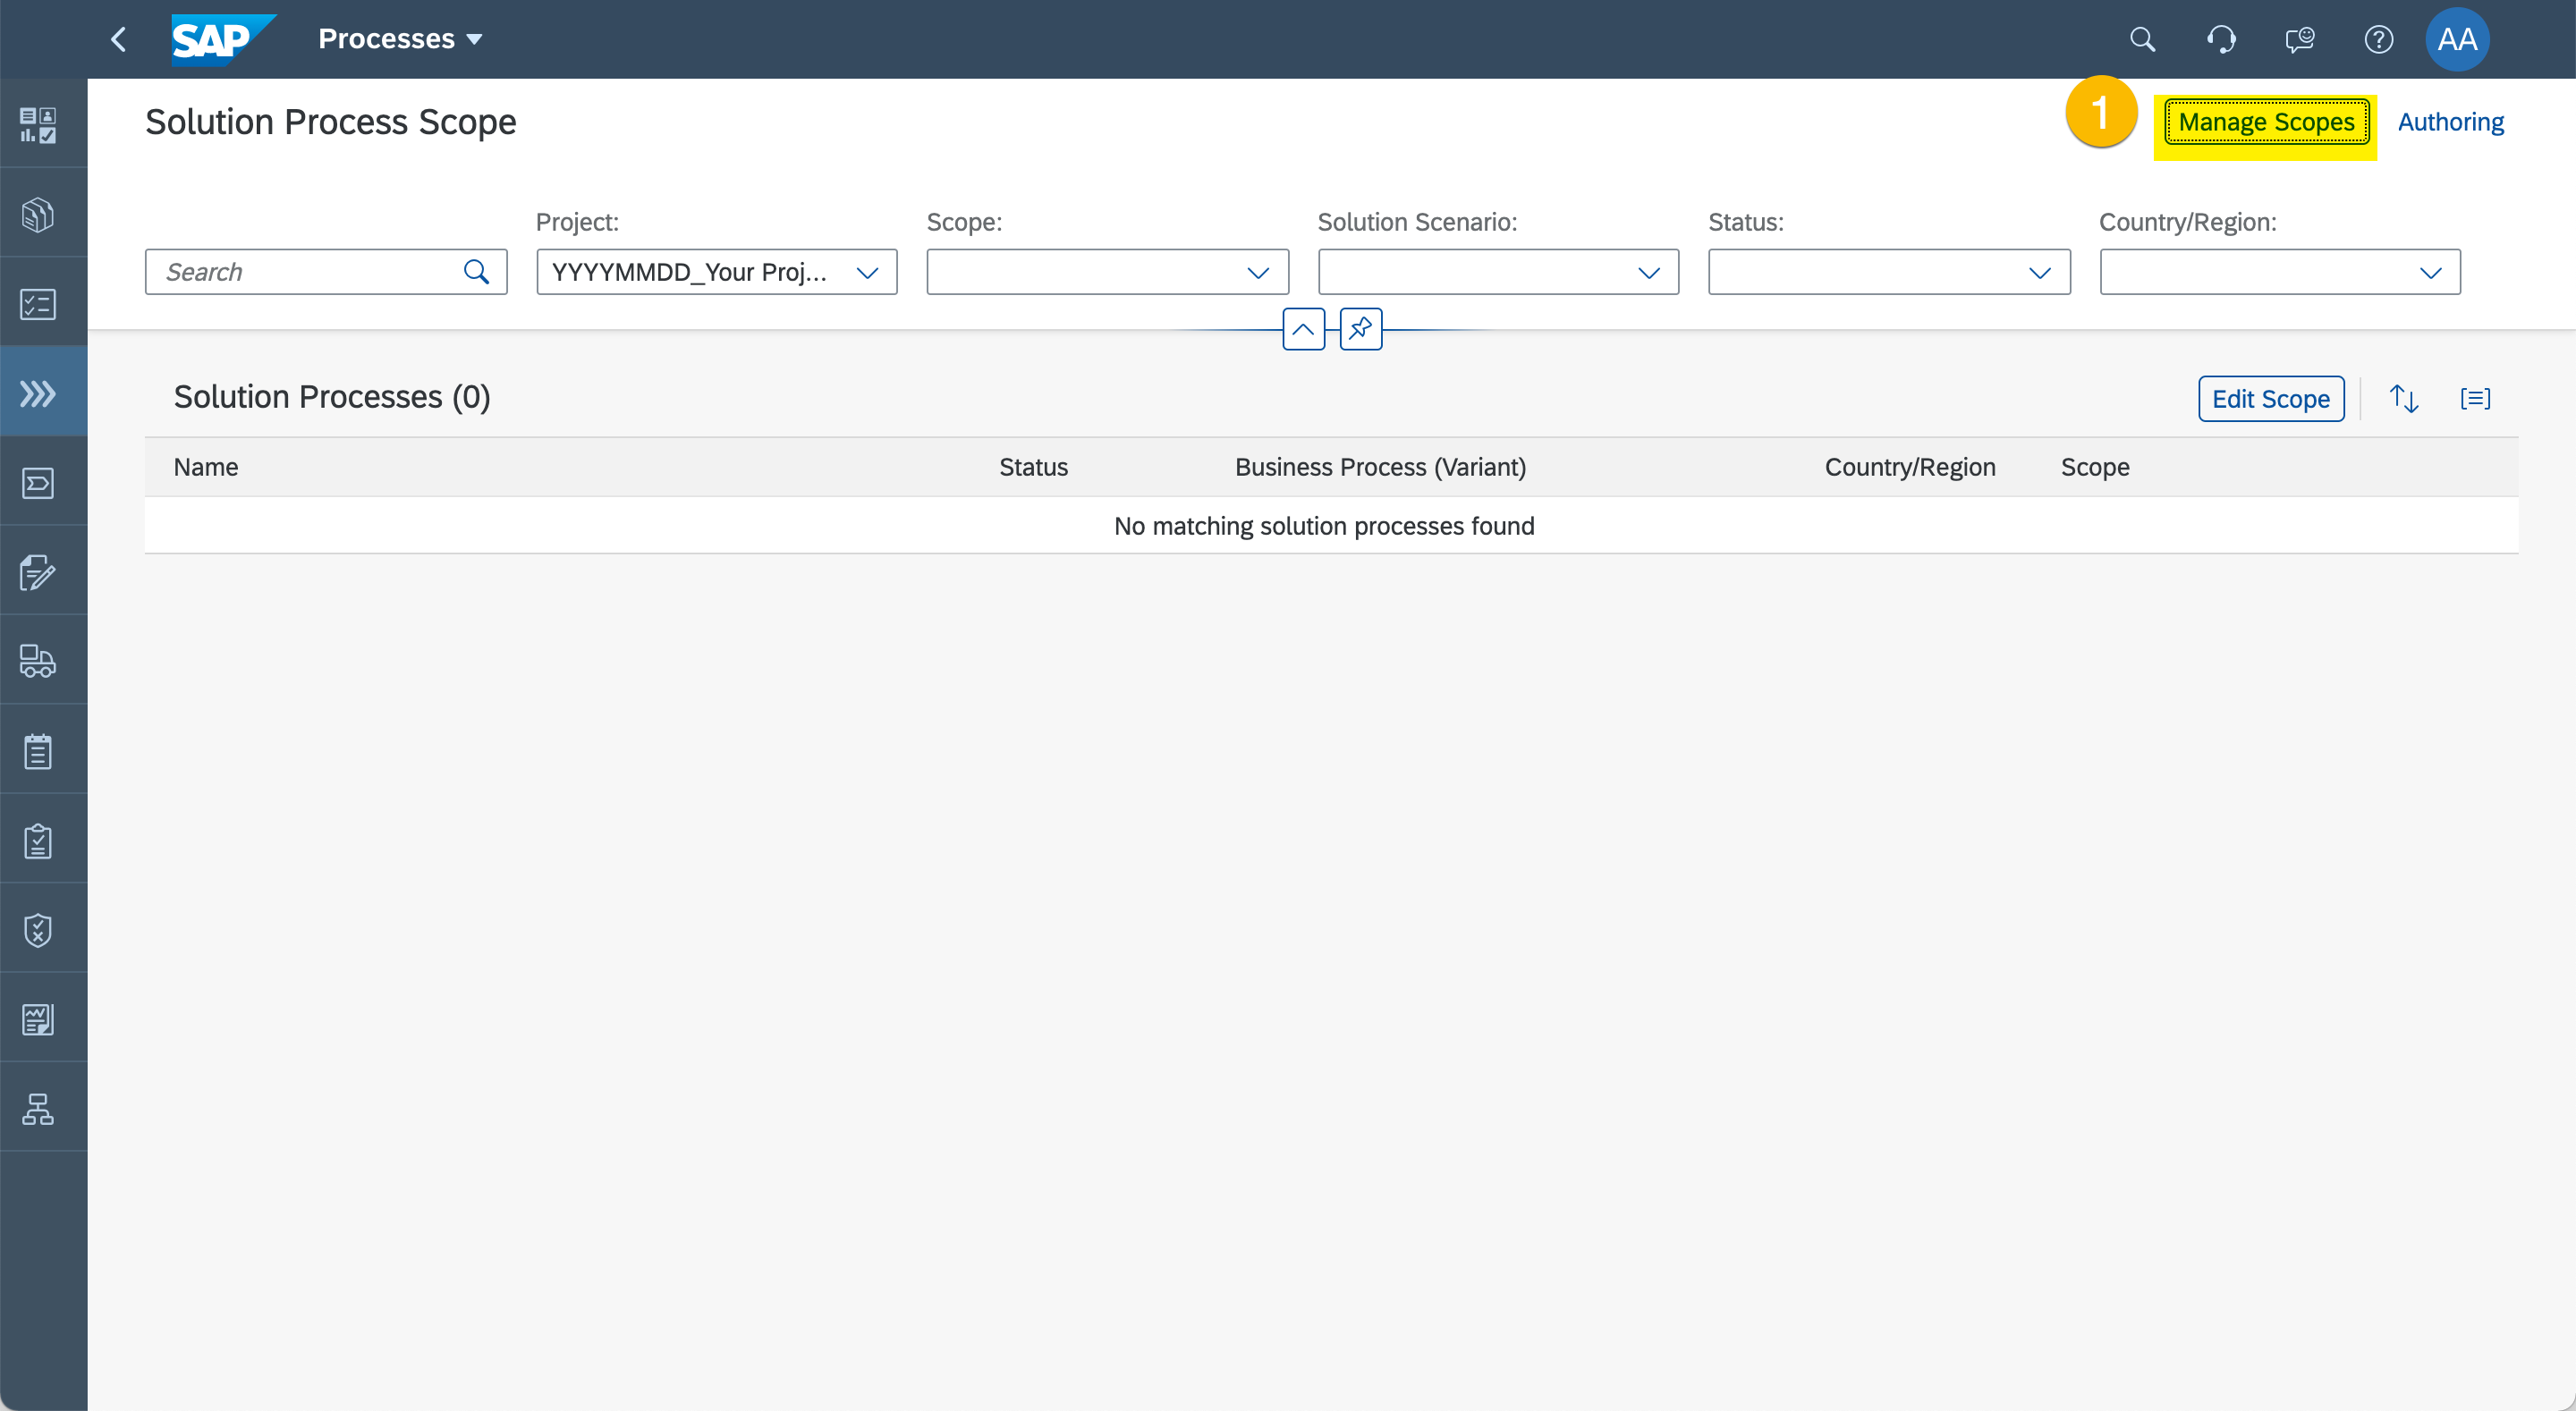 SAP
Processes
AA
Solution Process Scope
1
Manage Scopes
Authoring
Project:
Scope:
Solution Scenario:
Status:
Country/Region:
Search
YYYYMMDD_Your Proj...
Solution Processes (0)
Edit Scope
Name
Status
Business Process (Variant)
Country/Region
Scope
No matching solution processes found